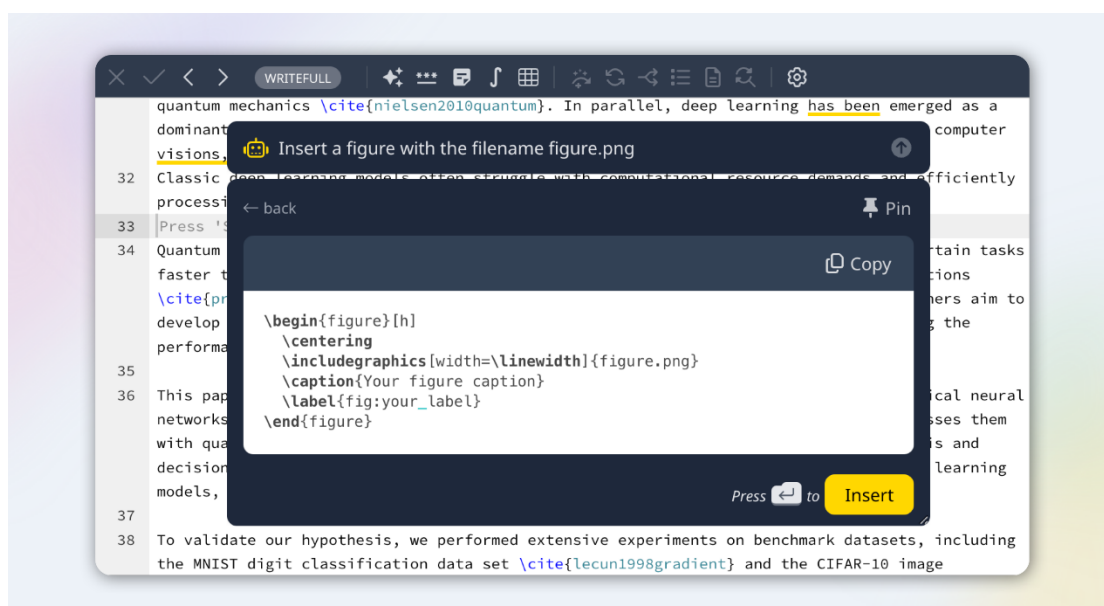 WRITEFULL
quantum mechanics \cite{nielsen2010quantum}. In parallel, deep learning has been emerged as a
dominant computer
visions,
Insert a figure with the filename figure.png
32 Classic deep learning models often struggle with computational resource demands and efficiently
processi
← back Pin
33 Press 'S
34 Quantum rtain tasks
faster t tions
Copy
\cite{pr hers aim to
develop g the
performa
\begin{figure}[h]
\centering
\includegraphics[width=\linewidth]{figure.png}
\caption{Your figure caption}
\label{fig:your_label}
\end{figure}
35
36 This pap ical neural
networks sses them
with qua is and
decision learning
models,
Press to Insert
37
38 To validate our hypothesis, we performed extensive experiments on benchmark datasets, including
the MNIST digit classification data set \cite{lecun1998gradient} and the CIFAR-10 image